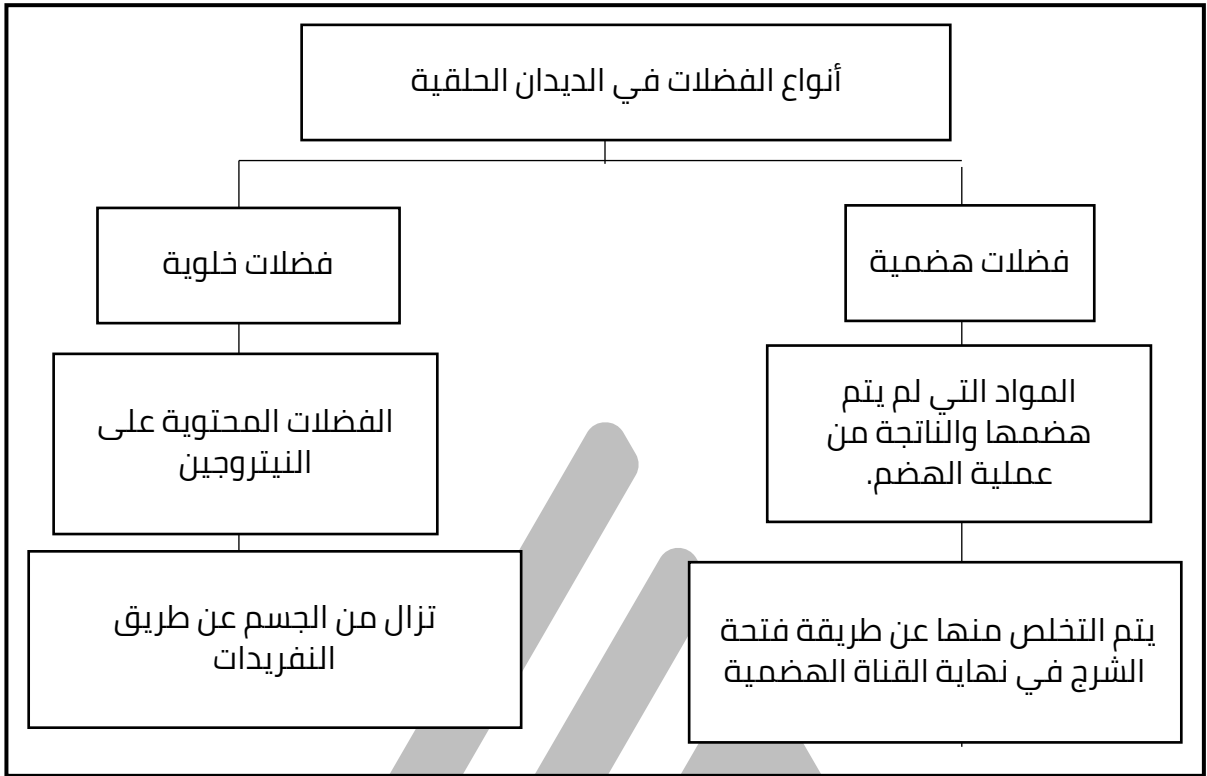 أنواع الفضلات في الديدان الحلقية
فضلات هضمية
المواد التي لم يتم
هضمها والناتجة من
عملية الهضم.
يتم التخلص منها عن طريقة فتحة
الشرج في نهاية القناة الهضمية
فضلات خلوية
الفضلات المحتوية على
النيتروجين
تزال من الجسم عن طريق
النفريدات